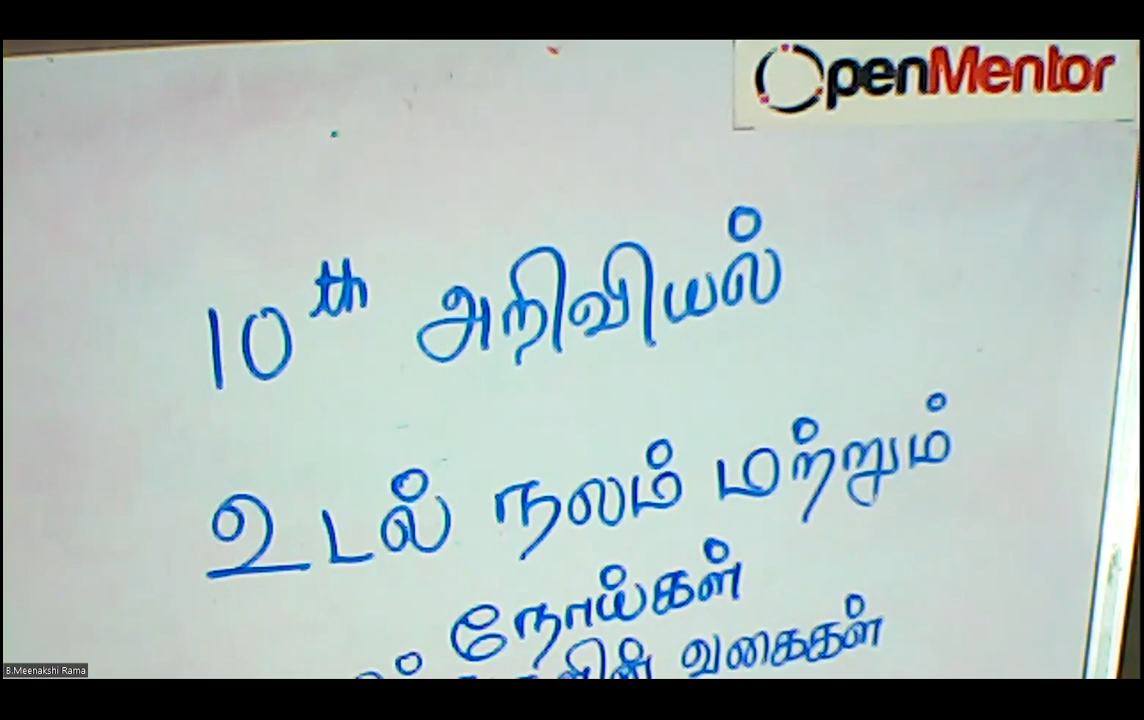 OpenMentor
10th அறிவியல்
உடல் நலம் மற்றும்
நோய்கள்
வகைகள்
B.Meenakshi Rama